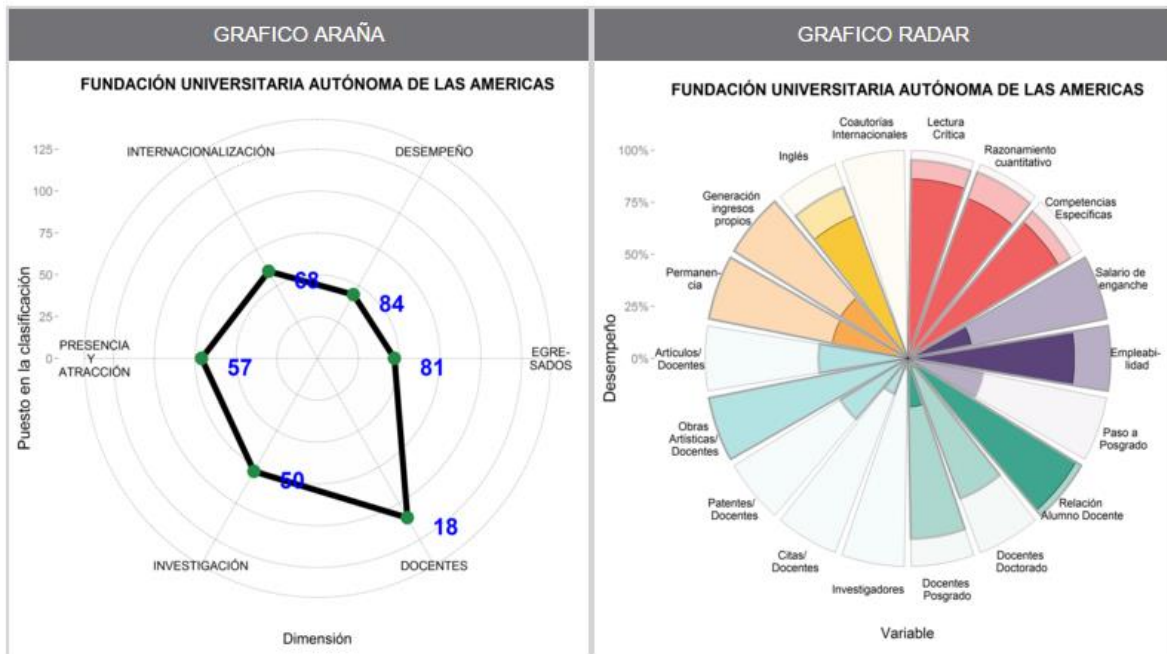 GRAFICO ARAÑA
FUNDACIÓN UNIVERSITARIA AUTÓNOMA DE LAS AMERICAS
INTERNACIONALIZACIÓN
DESEMPEÑO
125
100
75
50
25
0
Puesto en la clasificación
PRESENCIA
Y
ATRACCIÓN
EGRE-
SADOS
68
84
57
81
50
18
INVESTIGACIÓN
DOCENTES
Dimensión
GRAFICO RADAR
FUNDACIÓN UNIVERSITARIA AUTÓNOMA DE LAS AMERICAS
100%
75%
50%
25%
0%
Desempeño
Coautorías
Internacionales
Lectura
Crítica
Razonamiento
cuantitativo
Competencias
Específicas
Salario de
enganche
Empleabi-
lidad
Paso a
Posgrado
Relación
Alumno Docente
Docentes
Doctorado
Docentes
Posgrado
Investigadores
Citas/
Docentes
Patentes/
Docentes
Obras
Artísticas/
Docentes
Artículos/
Docentes
Permanen-
cia
Generación
ingresos
propios
Inglés
Variable